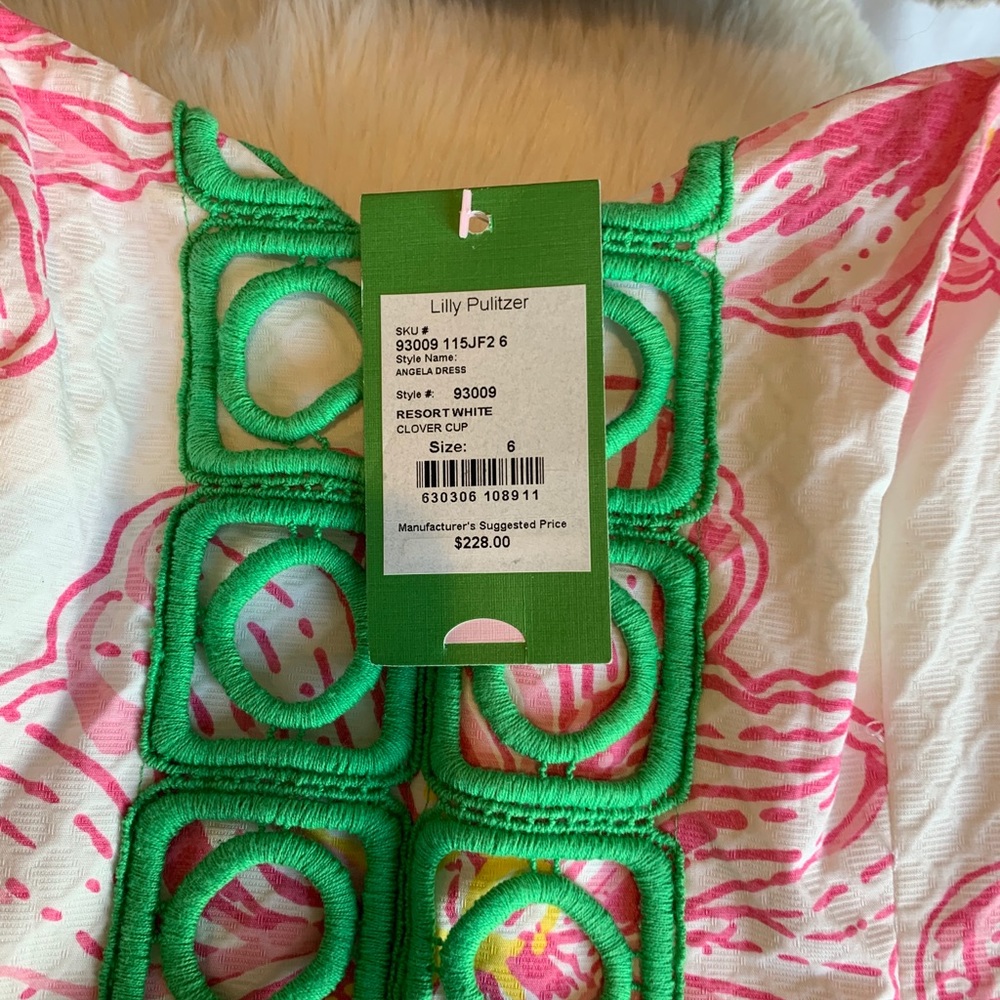 Lilly Pulitzer
SKU #
93009 115JF2 6
Style Name:
ANGELA DRESS
Style #: 93009
RESORT WHITE
CLOVER CUP
Size: 6
630306 108911
Manufacturer's Suggested Price
$228.00